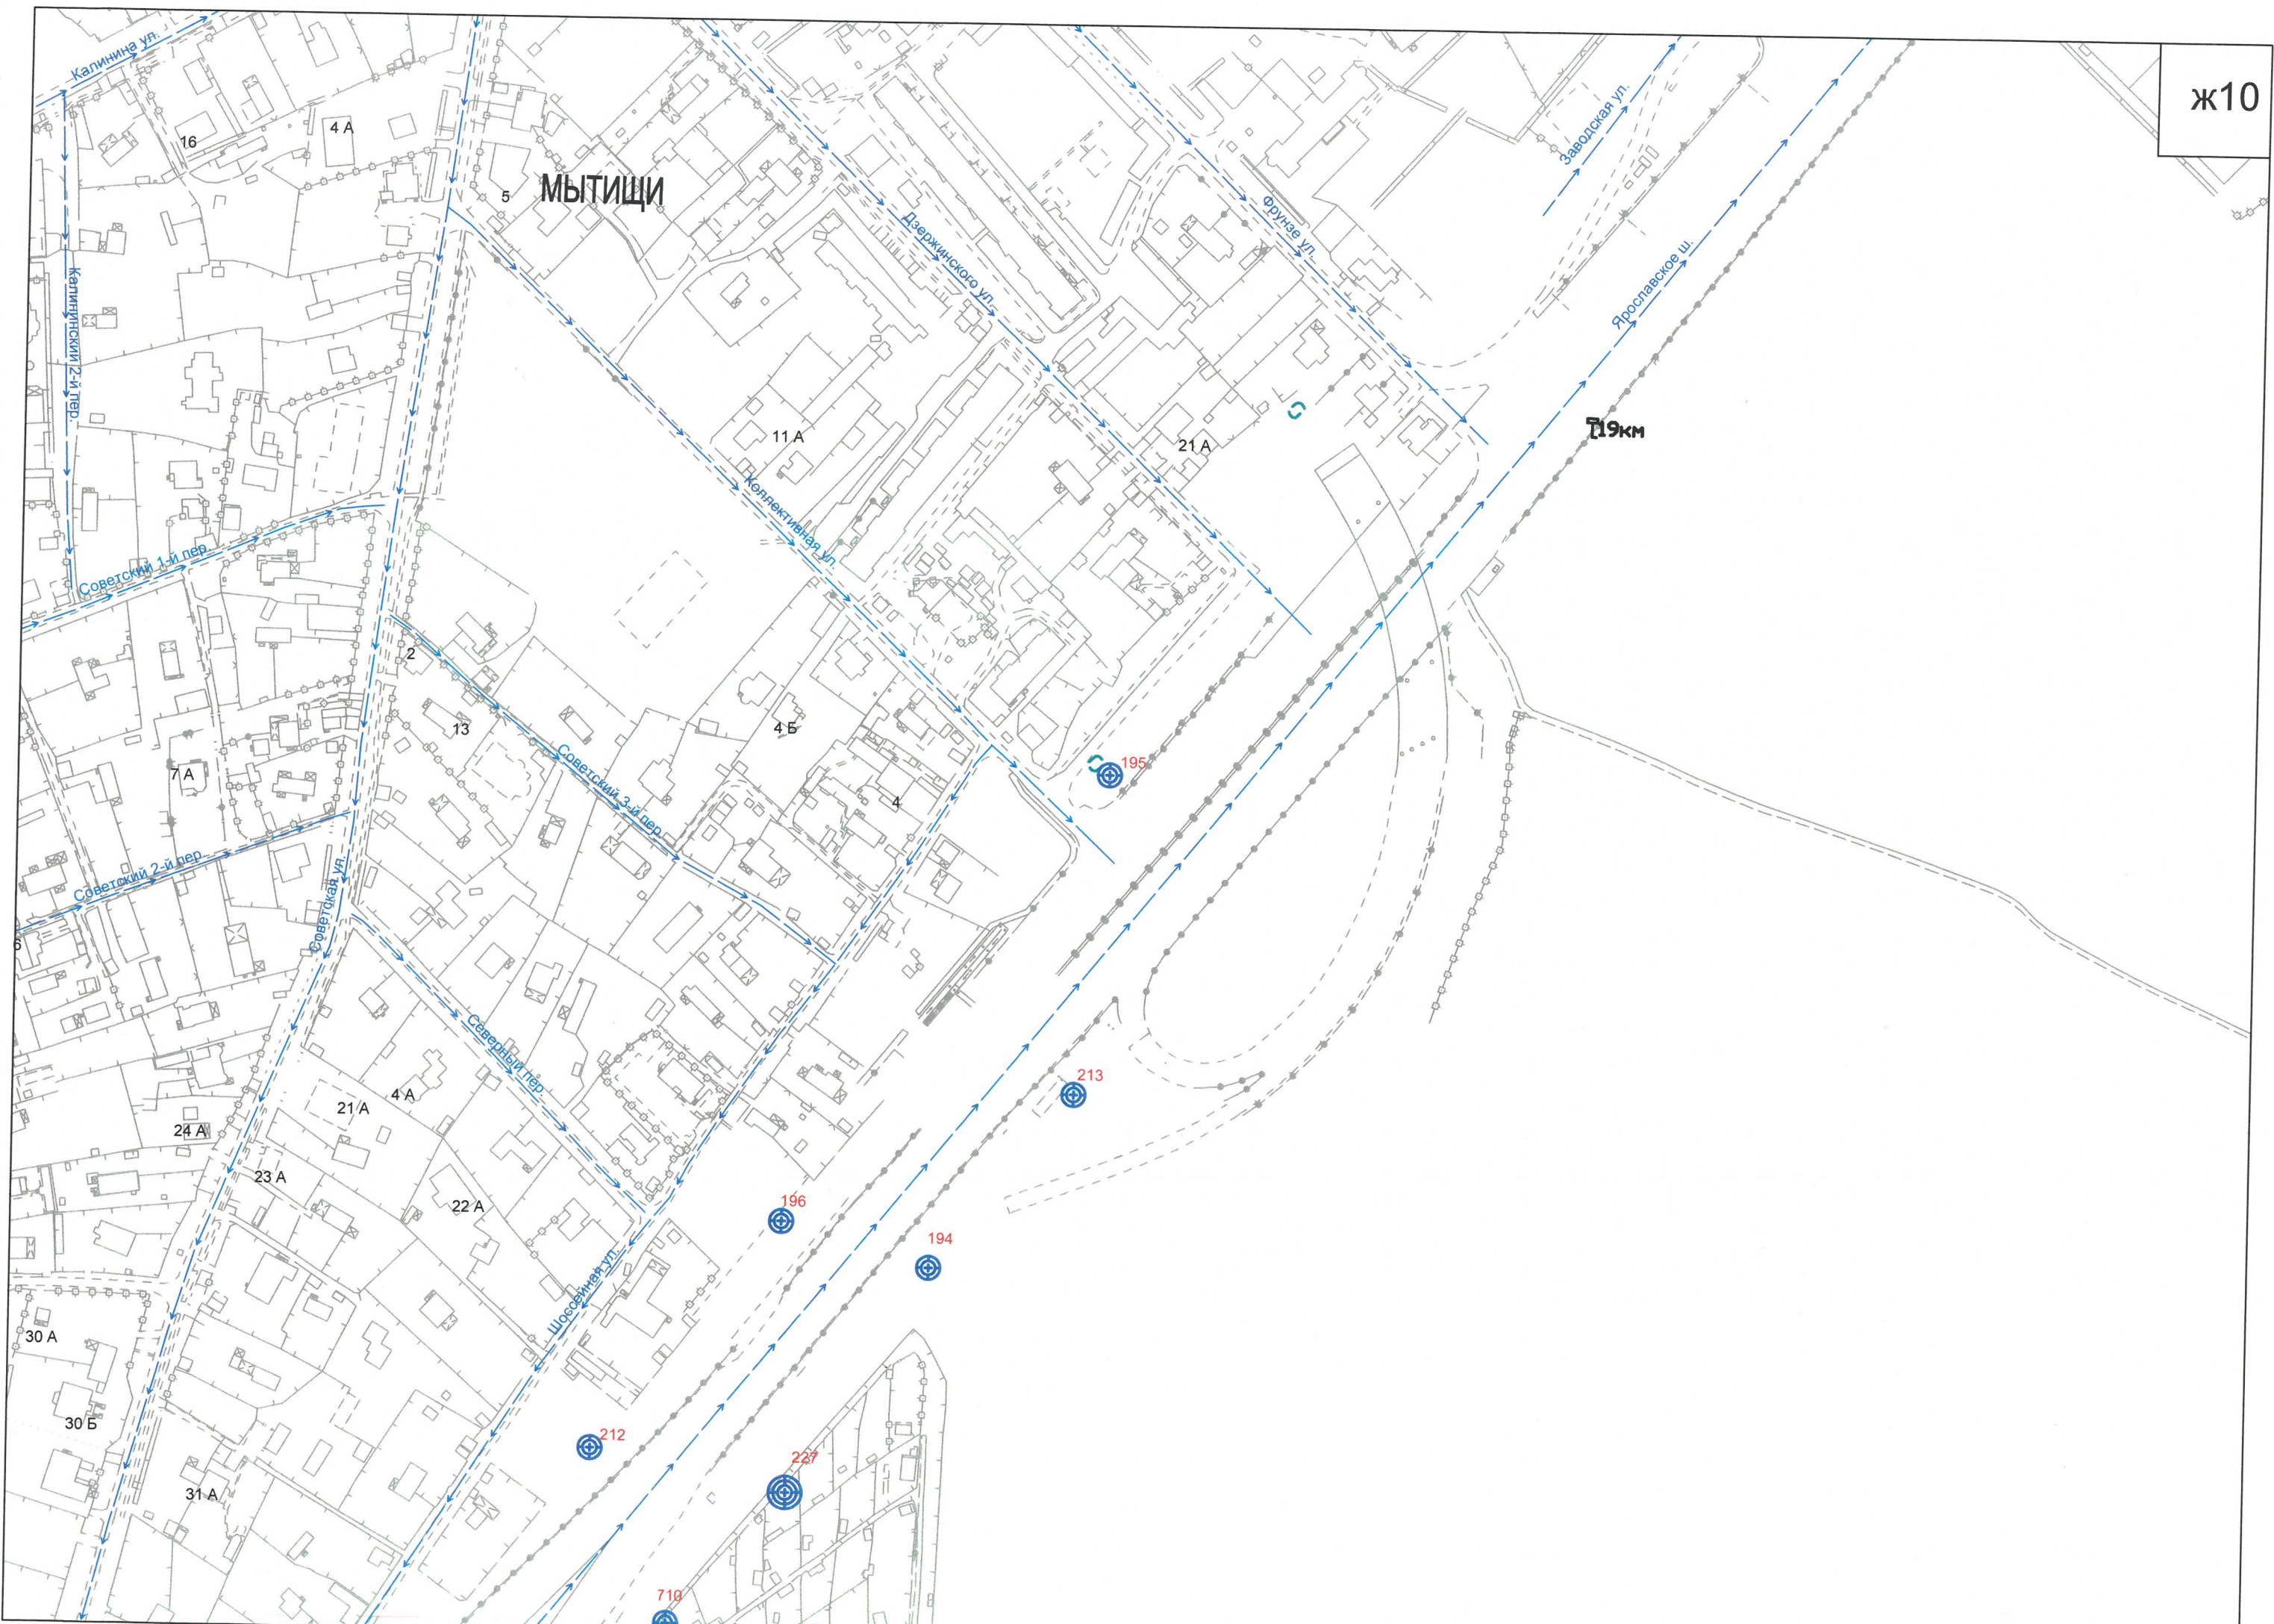 Калинина ул.
ж10
16
4 А
5
МЫТИЩИ
Заводская ул.
Фрунзе ул.
Дзержинского ул.
Ярославское ш.
Калининский 2-й пер.
11 А
21 А
19км
Коллективная ул.
Советский 1-й пер.
2
13
4 Б
Советский 3-й пер.
195
7 А
4
Советский 2-й пер.
Советская ул.
6
Северный пер.
213
4 А
21 А
24 А
23 А
22 А
196
194
Шоссейная ул.
30 А
30 Б
212
227
31 А
710